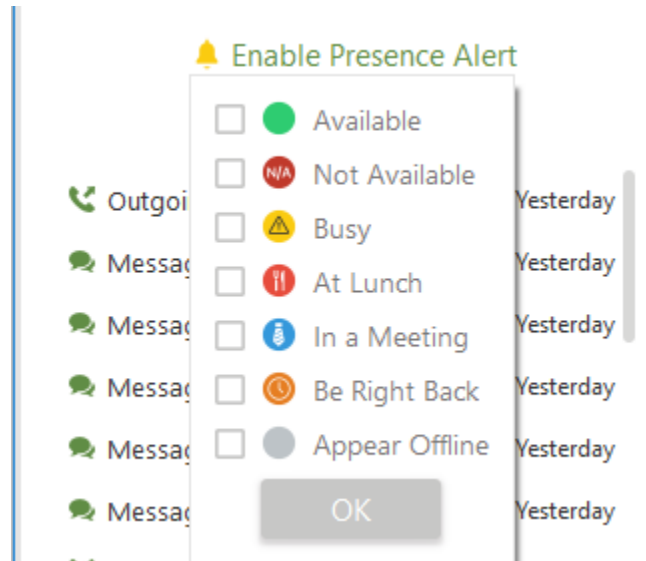 Enable Presence Alert
Available
N/A Not Available
Outgoi Yesterday
Busy
Messag Yesterday
At Lunch
Messag Yesterday
In a Meeting
Messag Yesterday
Be Right Back
Messag Yesterday
Appear Offline
Messag Yesterday
OK